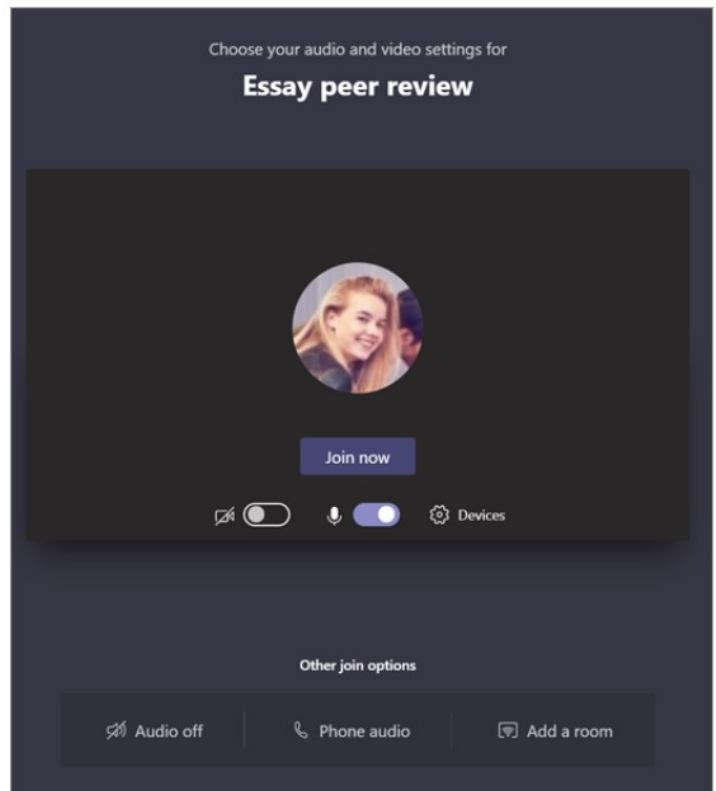 Choose your audio and video settings for
Essay peer review
Join now
Devices
Other join options
Audio off
Phone audio
Add a room